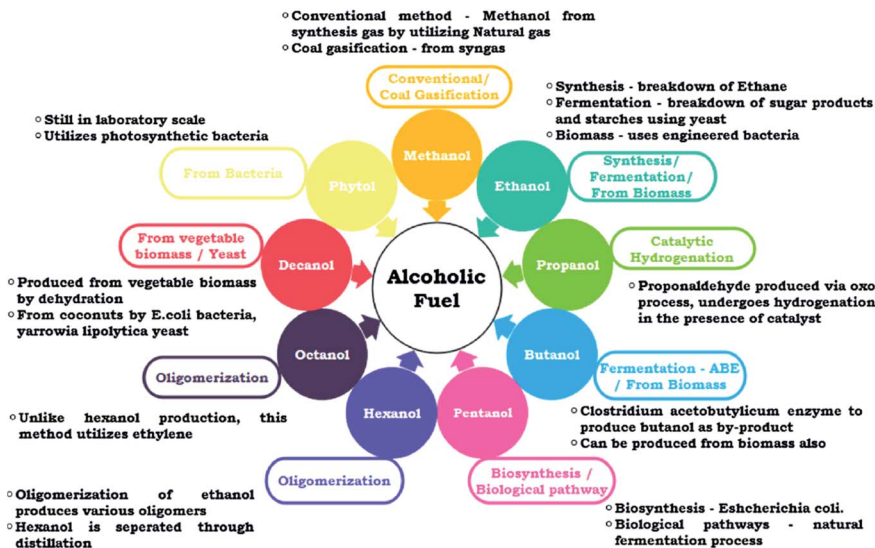 ◦ Conventional method - Methanol from
synthesis gas by utilizing Natural gas
◦ Coal gasification - from syngas
Conventional/
Coal Gasification
Methanol
◦ Synthesis - breakdown of Ethane
◦ Fermentation - breakdown of sugar products
and starches using yeast
◦ Biomass - uses engineered bacteria
Synthesis/
Fermentation/
From Biomass
Ethanol
Catalytic
Hydrogenation
Propanol
◦ Proponaldehyde produced via oxo
process, undergoes hydrogenation
in the presence of catalyst
Butanol
Fermentation - ABE
/ From Biomass
◦ Clostridium acetobutylicum enzyme to
produce butanol as by-product
◦ Can be produced from biomass also
Pentanol
Biosynthesis /
Biological pathway
◦ Biosynthesis - Eshcherichia coli.
◦ Biological pathways - natural
fermentation process
Hexanol
Oligomerization
◦ Oligomerization of ethanol
produces various oligomers
◦ Hexanol is seperated through
distillation
Octanol
Oligomerization
◦ Unlike hexanol production, this
method utilizes ethylene
Decanol
From vegetable
biomass / Yeast
◦ Produced from vegetable biomass
by dehydration
◦ From coconuts by E.coli bacteria,
yarrowia lipolytica yeast
Phytol
From Bacteria
◦ Still in laboratory scale
◦ Utilizes photosynthetic bacteria
Alcoholic
Fuel